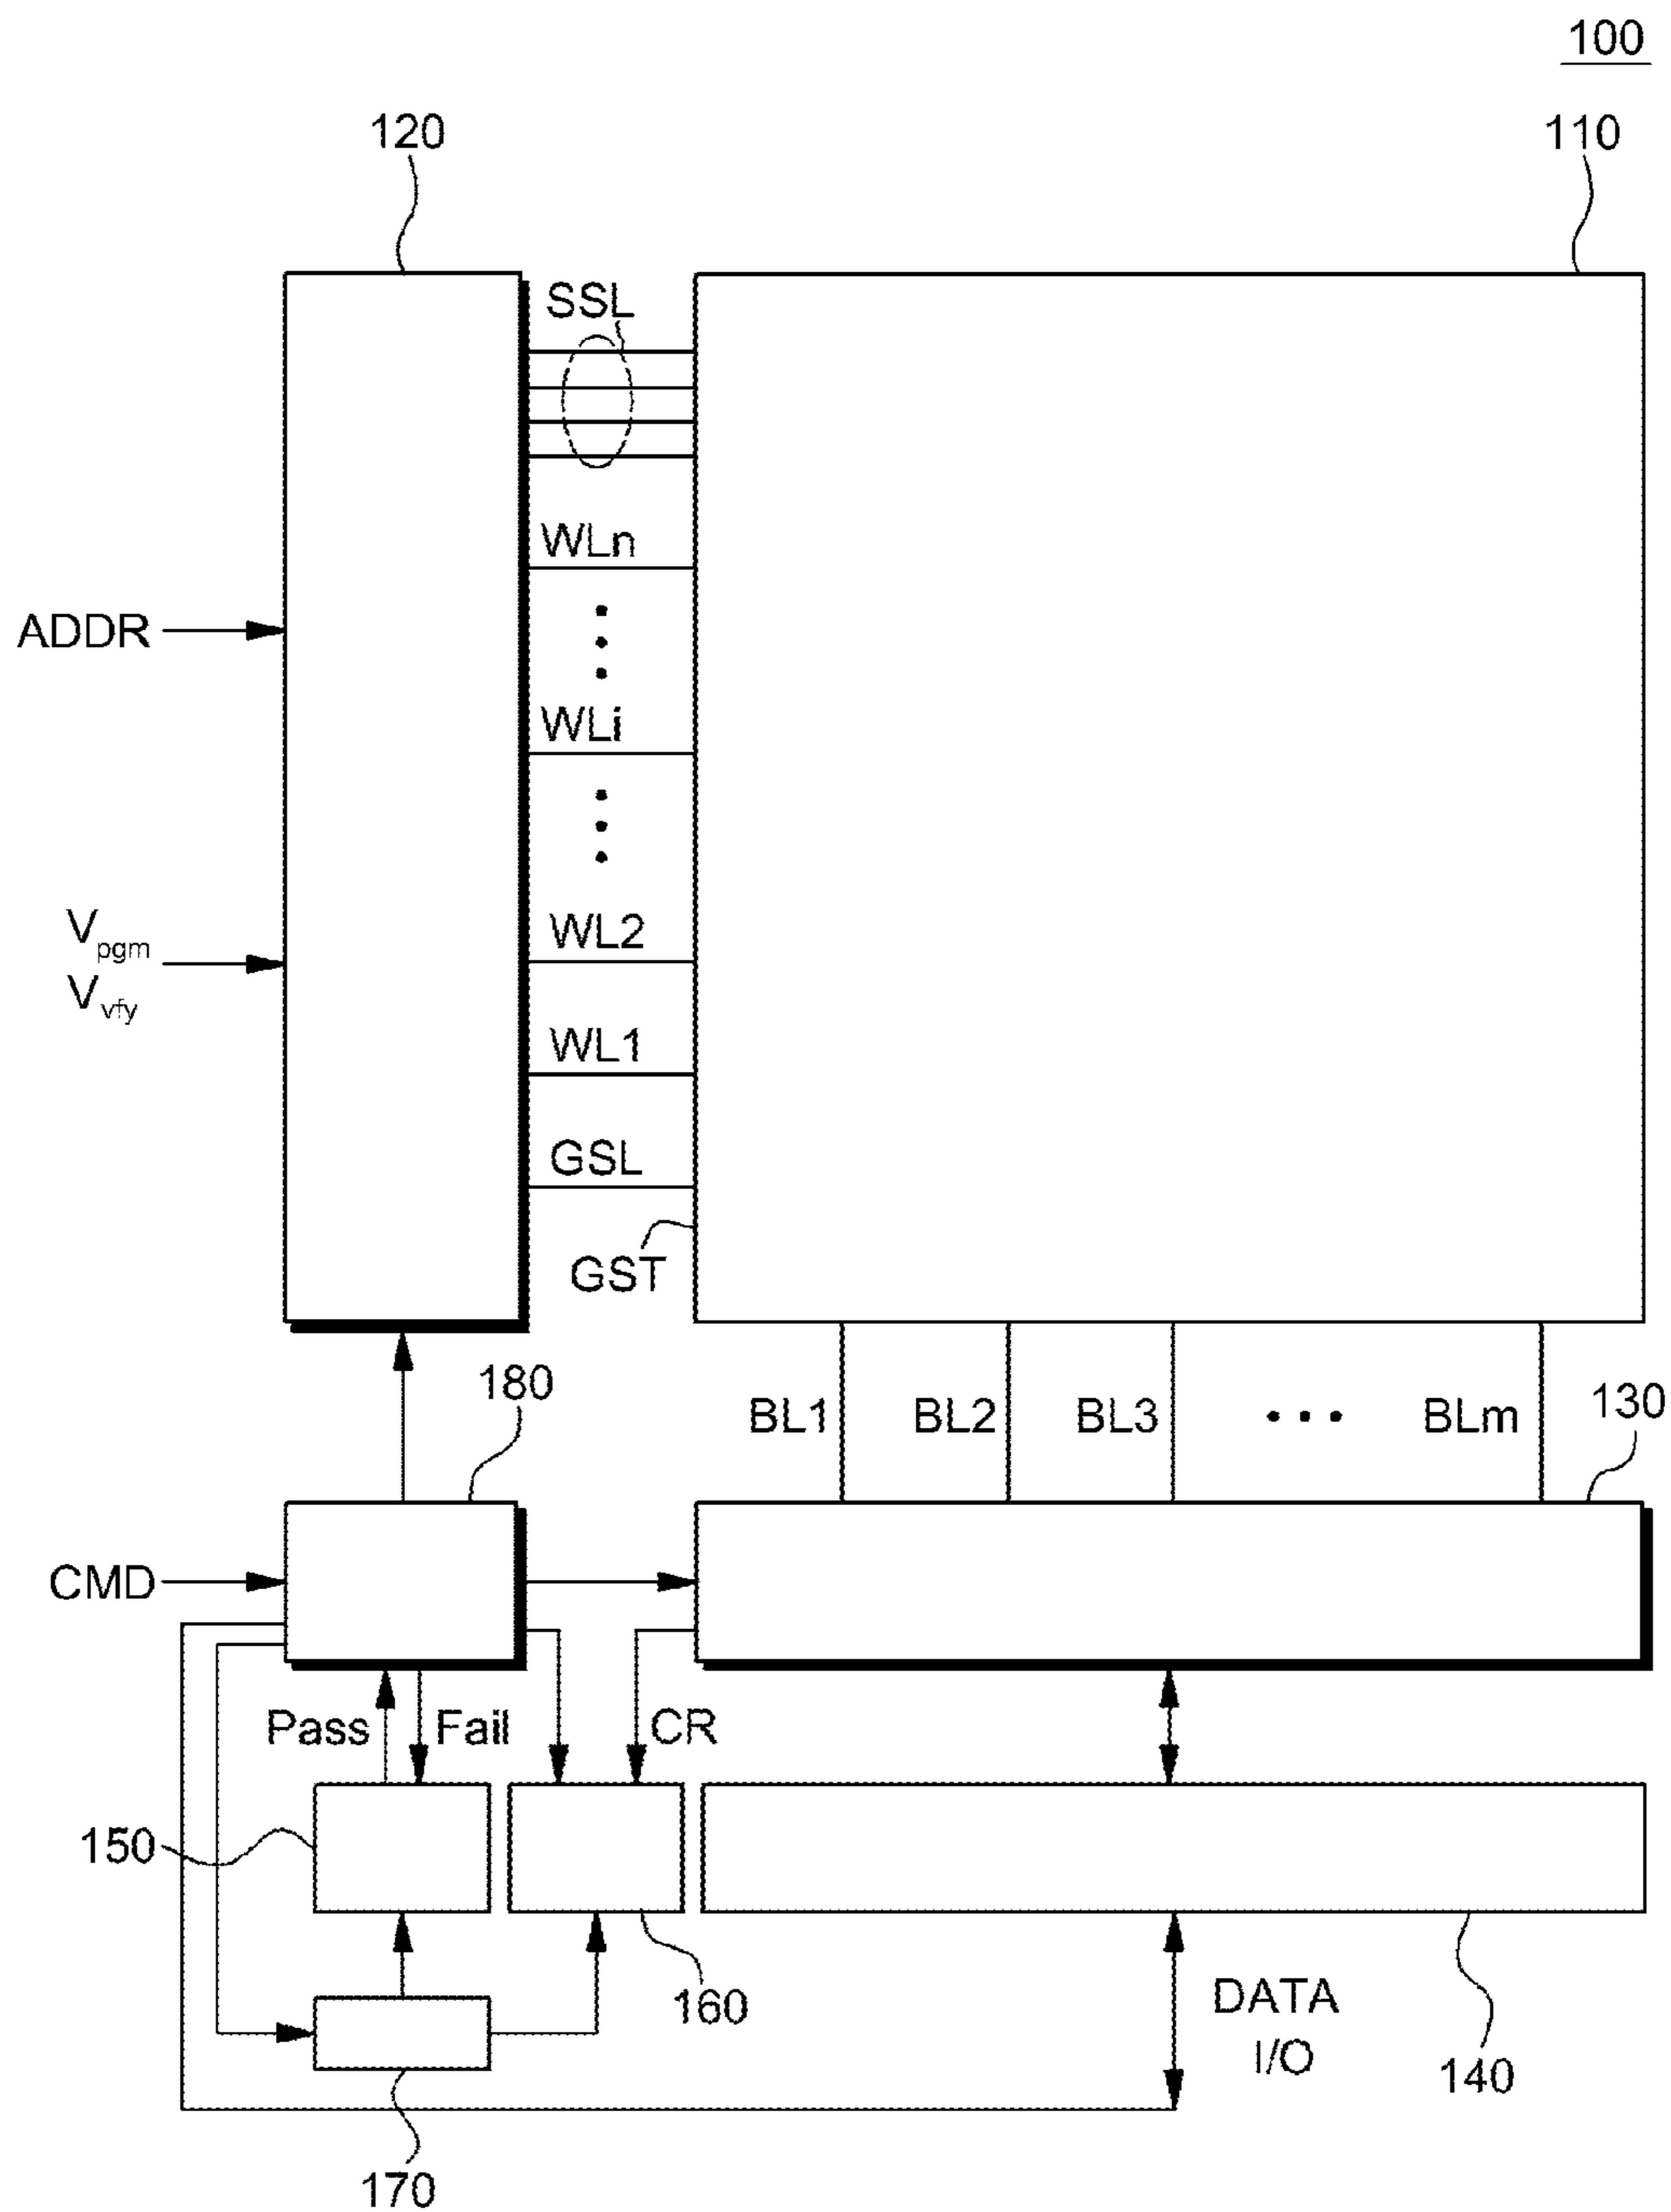 100
120
110
SSL
WLn
ADDR
WLi
Vpgm
Vvfy
WL2
WL1
GSL
GST
180
BL1 BL2 BL3 ••• BLm
130
CMD
Pass Fail CR
150
160
DATA
I/O
140
170